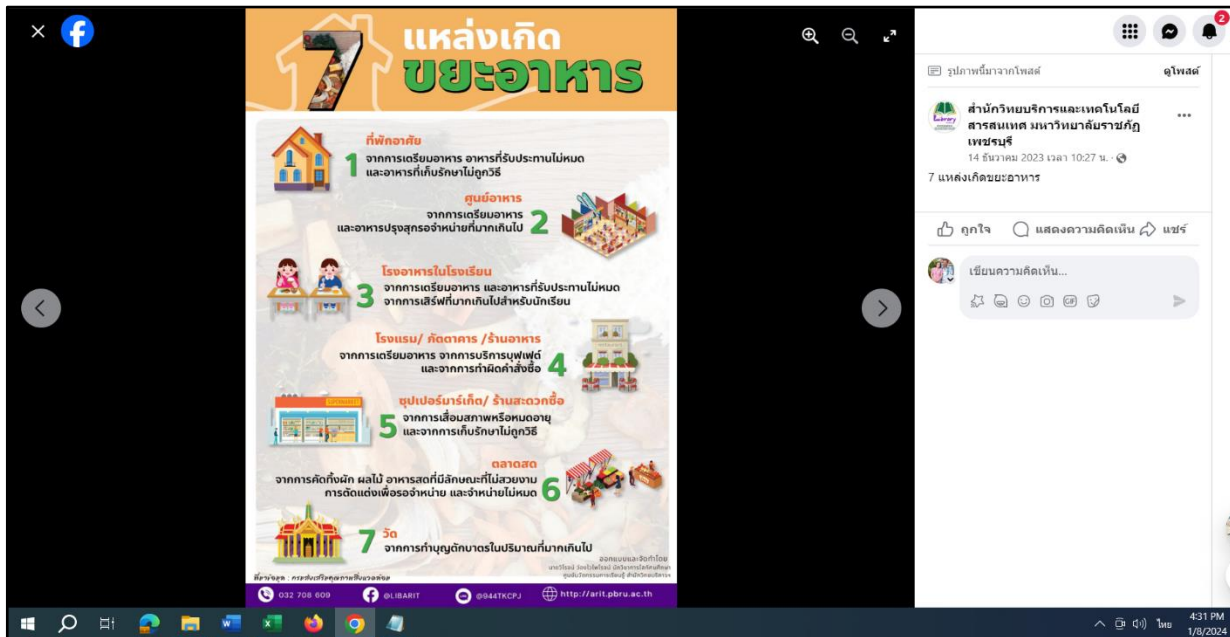 7 แหล่งเกิด
ขยะอาหาร
ที่พักอาศัย
1 จากการเตรียมอาหาร อาหารที่รับประทานไม่หมด
และอาหารที่เก็บรักษาไม่ถูกวิธี
ศูนย์อาหาร
จากการเตรียมอาหาร
และอาหารปรุงสุกรอจำหน่ายที่มากเกินไป 2
โรงอาหารในโรงเรียน
3 จากการเตรียมอาหาร และอาหารที่รับประทานไม่หมด
จากการเสิร์ฟที่มากเกินไปสำหรับนักเรียน
โรงแรม/ ภัตตาคาร /ร้านอาหาร
จากการเตรียมอาหาร จากการบริการบุฟเฟต์
และจากการทำผิดคำสั่งซื้อ 4
ซุปเปอร์มาร์เก็ต/ ร้านสะดวกซื้อ
SUPERMARKET
5 จากการเสื่อมสภาพหรือหมดอายุ
และจากการเก็บรักษาไม่ถูกวิธี
ตลาดสด
จากการคัดทิ้งผัก ผลไม้ อาหารสดที่มีลักษณะที่ไม่สวยงาม
การตัดแต่งเพื่อรอจำหน่าย และจำหน่ายไม่หมด 6
วัด
7 จากการทำบุญตักบาตรในปริมาณที่มากเกินไป
ออกแบบและจัดทำโดย
ที่มาข้อมูล : กรมส่งเสริมคุณภาพสิ่งแวดล้อม
032 708 609 @LIBARIT @944TKCPJ http://arit.pbru.ac.th
2
รูปภาพนี้มาจากโพสต์ ดูโพสต์
Library
สำนักวิทยบริการและเทคโนโลยี
สารสนเทศ มหาวิทยาลัยราชภัฏ
เพชรบุรี
14 ธันวาคม 2023 เวลา 10:27 น. ·
7 แหล่งเกิดขยะอาหาร
ถูกใจ แสดงความคิดเห็น แชร์
เขียนความคิดเห็น...
GIF
ไทย 4:31 PM
1/8/2024